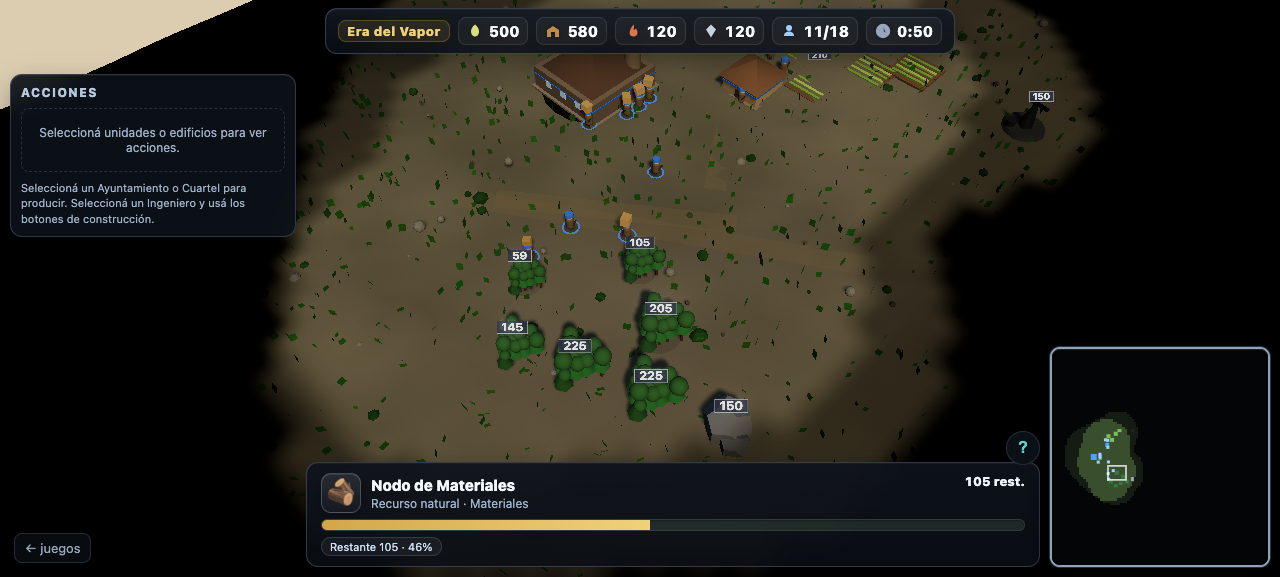 Era del Vapor
500
580
120
120
11/18
0:50
ACCIONES
Seleccioná unidades o edificios para ver
acciones.
Seleccioná un Ayuntamiento o Cuartel para
producir. Seleccioná un Ingeniero y usá los
botones de construcción.
210
150
105
59
205
145
225
225
150
?
Nodo de Materiales
105 rest.
Recurso natural · Materiales
Restante 105 · 46%
← juegos